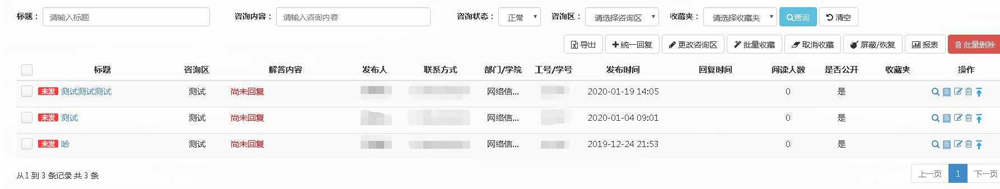 标题： 请输入标题 咨询内容： 请输入咨询内容 咨询状态： 正常 咨询区： 请选择咨询区 收藏夹： 请选择收藏夹 查询 清空
导出 统一回复 更改咨询区 批量收藏 取消收藏 屏蔽/恢复 报表 批量删除
标题 咨询区 解答内容 发布人 联系方式 部门/学院 工号/学号 发布时间 回复时间 阅读人数 是否公开 收藏夹 操作
未发 测试测试测试 测试 尚未回复 网络信... 2020-01-19 14:05 0 是
未发 测试 测试 尚未回复 网络信... 2020-01-04 09:01 0 是
未发 哈 测试 尚未回复 网络信... 2019-12-24 21:53 0 是
从1 到 3 条记录 共 3 条 上一页 1 下一页